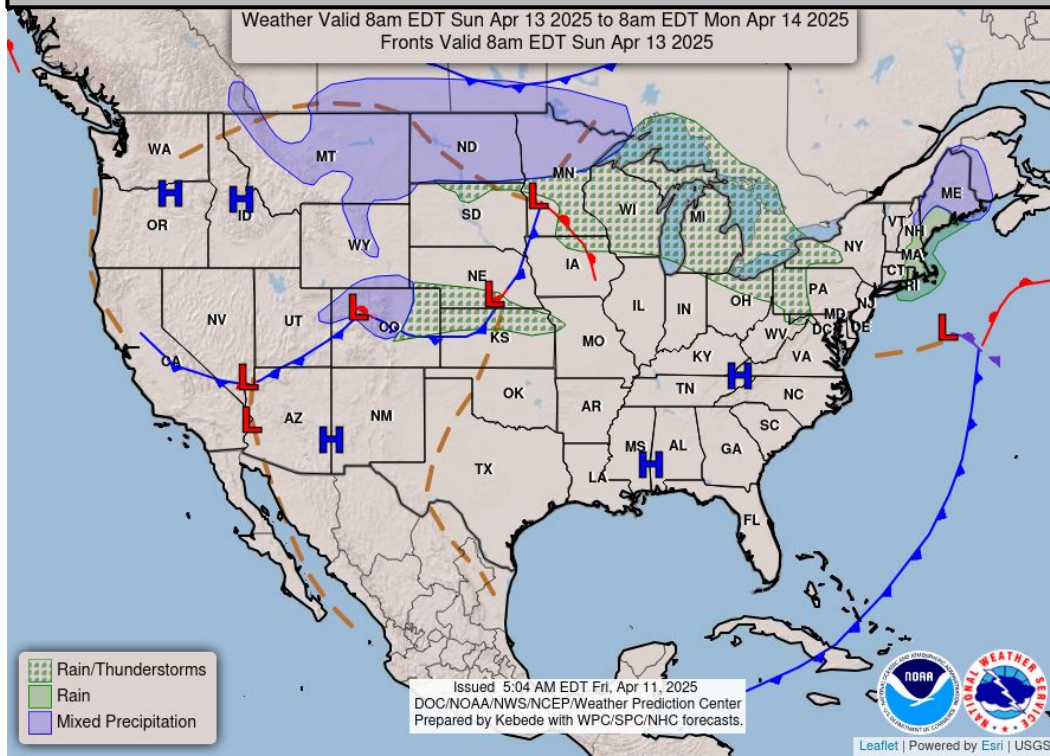 Weather Valid 8am EDT Sun Apr 13 2025 to 8am EDT Mon Apr 14 2025
Fronts Valid 8am EDT Sun Apr 13 2025
WA
MT
ND
MN
ME
H
H
L
OR
ID
SD
WI
MI
VT
NH
NY
MA
WY
CT
RI
NE
IA
L
L
PA
NJ
NV
UT
CO
IL
IN
OH
MD
DE
L
KS
MO
WV
DC
CA
KY
VA
L
H
TN
NC
L
AZ
NM
OK
AR
SC
H
MS
AL
GA
H
TX
LA
FL
Rain/Thunderstorms
Rain
Mixed Precipitation
Issued 5:04 AM EDT Fri, Apr 11, 2025
DOC/NOAA/NWS/NCEP/Weather Prediction Center
Prepared by Kebede with WPC/SPC/NHC forecasts.
NOAA
NATIONAL WEATHER SERVICE
Leaflet | Powered by Esri | USGS